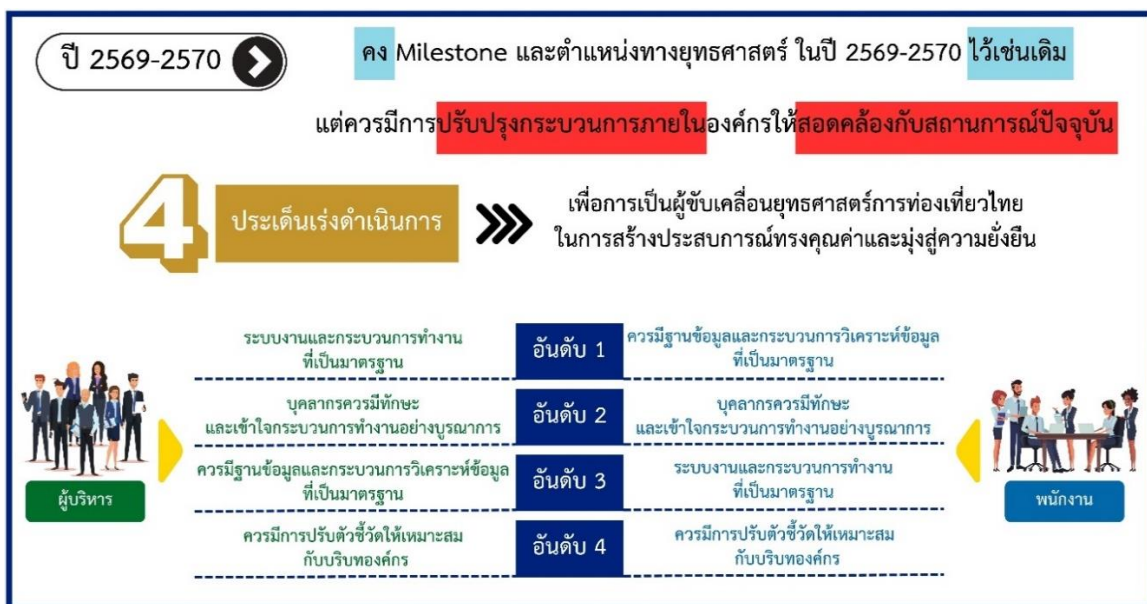 ปี 2569-2570
คง Milestone และตำแหน่งทางยุทธศาสตร์ ในปี 2569-2570 ไว้เช่นเดิม
แต่ควรมีการปรับปรุงกระบวนการภายในองค์กรให้สอดคล้องกับสถานการณ์ปัจจุบัน
4
ประเด็นเร่งดำเนินการ
เพื่อการเป็นผู้ขับเคลื่อนยุทธศาสตร์การท่องเที่ยวไทย
ในการสร้างประสบการณ์ทรงคุณค่าและมุ่งสู่ความยั่งยืน
ผู้บริหาร
ระบบงานและกระบวนการทำงาน
ที่เป็นมาตรฐาน
อันดับ 1
ควรมีฐานข้อมูลและกระบวนการวิเคราะห์ข้อมูล
ที่เป็นมาตรฐาน
บุคลากรควรมีทักษะ
และเข้าใจกระบวนการทำงานอย่างบูรณาการ
อันดับ 2
บุคลากรควรมีทักษะ
และเข้าใจกระบวนการทำงานอย่างบูรณาการ
ควรมีฐานข้อมูลและกระบวนการวิเคราะห์ข้อมูล
ที่เป็นมาตรฐาน
อันดับ 3
ระบบงานและกระบวนการทำงาน
ที่เป็นมาตรฐาน
ควรมีการปรับตัวชี้วัดให้เหมาะสม
กับบริบทองค์กร
อันดับ 4
ควรมีการปรับตัวชี้วัดให้เหมาะสม
กับบริบทองค์กร
พนักงาน